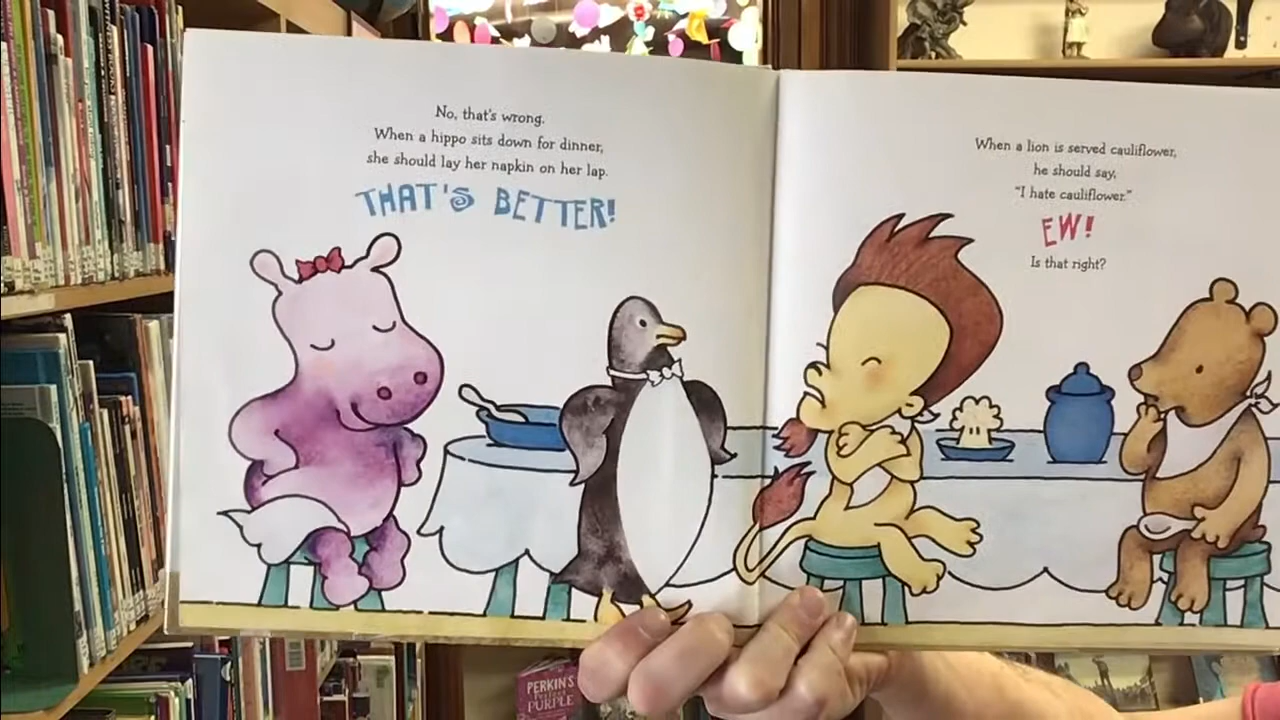 No, that's wrong.
When a hippo sits down for dinner,
she should lay her napkin on her lap.
THAT'S BETTER!
When a lion is served cauliflower,
he should say,
"I hate cauliflower."
EW!
Is that right?
PERKIN'S
Perfect
PURPLE